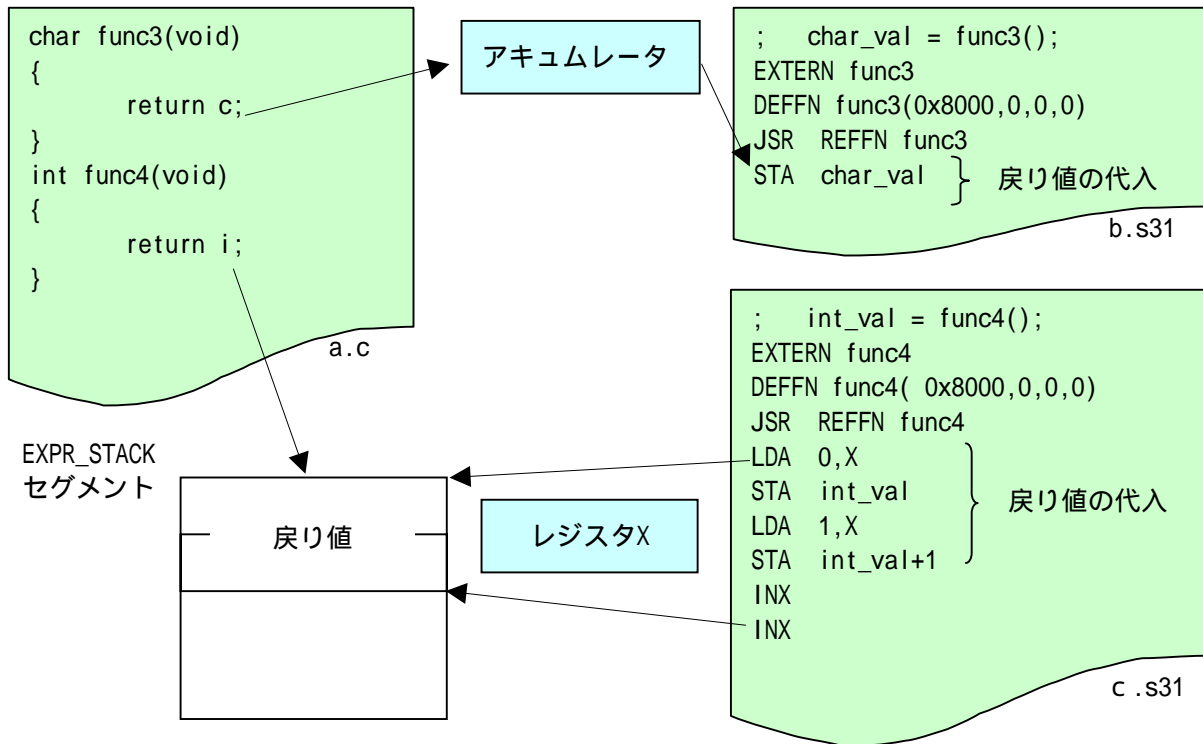 char func3(void)
{
return c;
}
int func4(void)
{
return i;
}
a.c
アキュムレータ
; char_val = func3();
EXTERN func3
DEFFN func3(0x8000,0,0,0)
JSR REFFN func3
STA char_val
戻り値の代入
b.s31
EXPR_STACK
セグメント
戻り値
レジスタX
; int_val = func4();
EXTERN func4
DEFFN func4( 0x8000,0,0,0)
JSR REFFN func4
LDA 0,X
STA int_val
LDA 1,X
STA int_val+1
INX
INX
戻り値の代入
c .s31